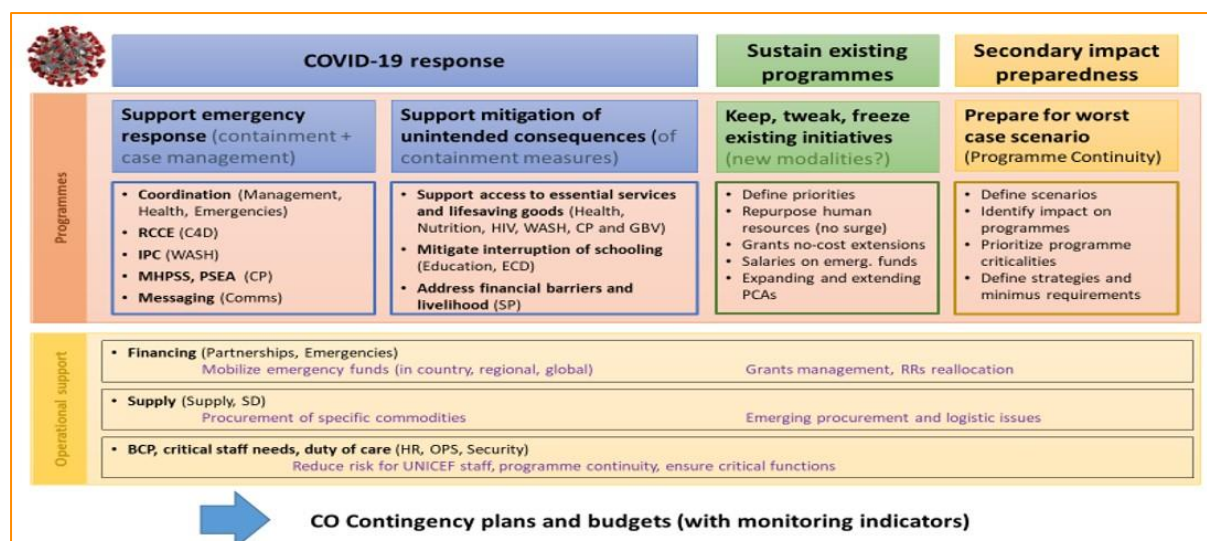 COVID-19 response
Sustain existing
programmes
Secondary impact
preparedness
Programmes
Support emergency
response (containment +
case management)
• Coordination (Management,
Health, Emergencies)
• RCCE (C4D)
• IPC (WASH)
• MHPSS, PSEA (CP)
• Messaging (Comms)
Support mitigation of
unintended consequences (of
containment measures)
• Support access to essential services
and lifesaving goods (Health,
Nutrition, HIV, WASH, CP and GBV)
• Mitigate interruption of schooling
(Education, ECD)
• Address financial barriers and
livelihood (SP)
Keep, tweak, freeze
existing initiatives
(new modalities?)
• Define priorities
• Repurpose human
resources (no surge)
• Grants no-cost extensions
• Salaries on emerg. funds
• Expanding and extending
PCAs
Prepare for worst
case scenario
(Programme Continuity)
• Define scenarios
• Identify impact on
programmes
• Prioritize programme
criticalities
• Define strategies and
minimus requirements
Operational support
• Financing (Partnerships, Emergencies)
Mobilize emergency funds (in country, regional, global)
Grants management, RRs reallocation
• Supply (Supply, SD)
Procurement of specific commodities
Emerging procurement and logistic issues
• BCP, critical staff needs, duty of care (HR, OPS, Security)
Reduce risk for UNICEF staff, programme continuity, ensure critical functions
CO Contingency plans and budgets (with monitoring indicators)